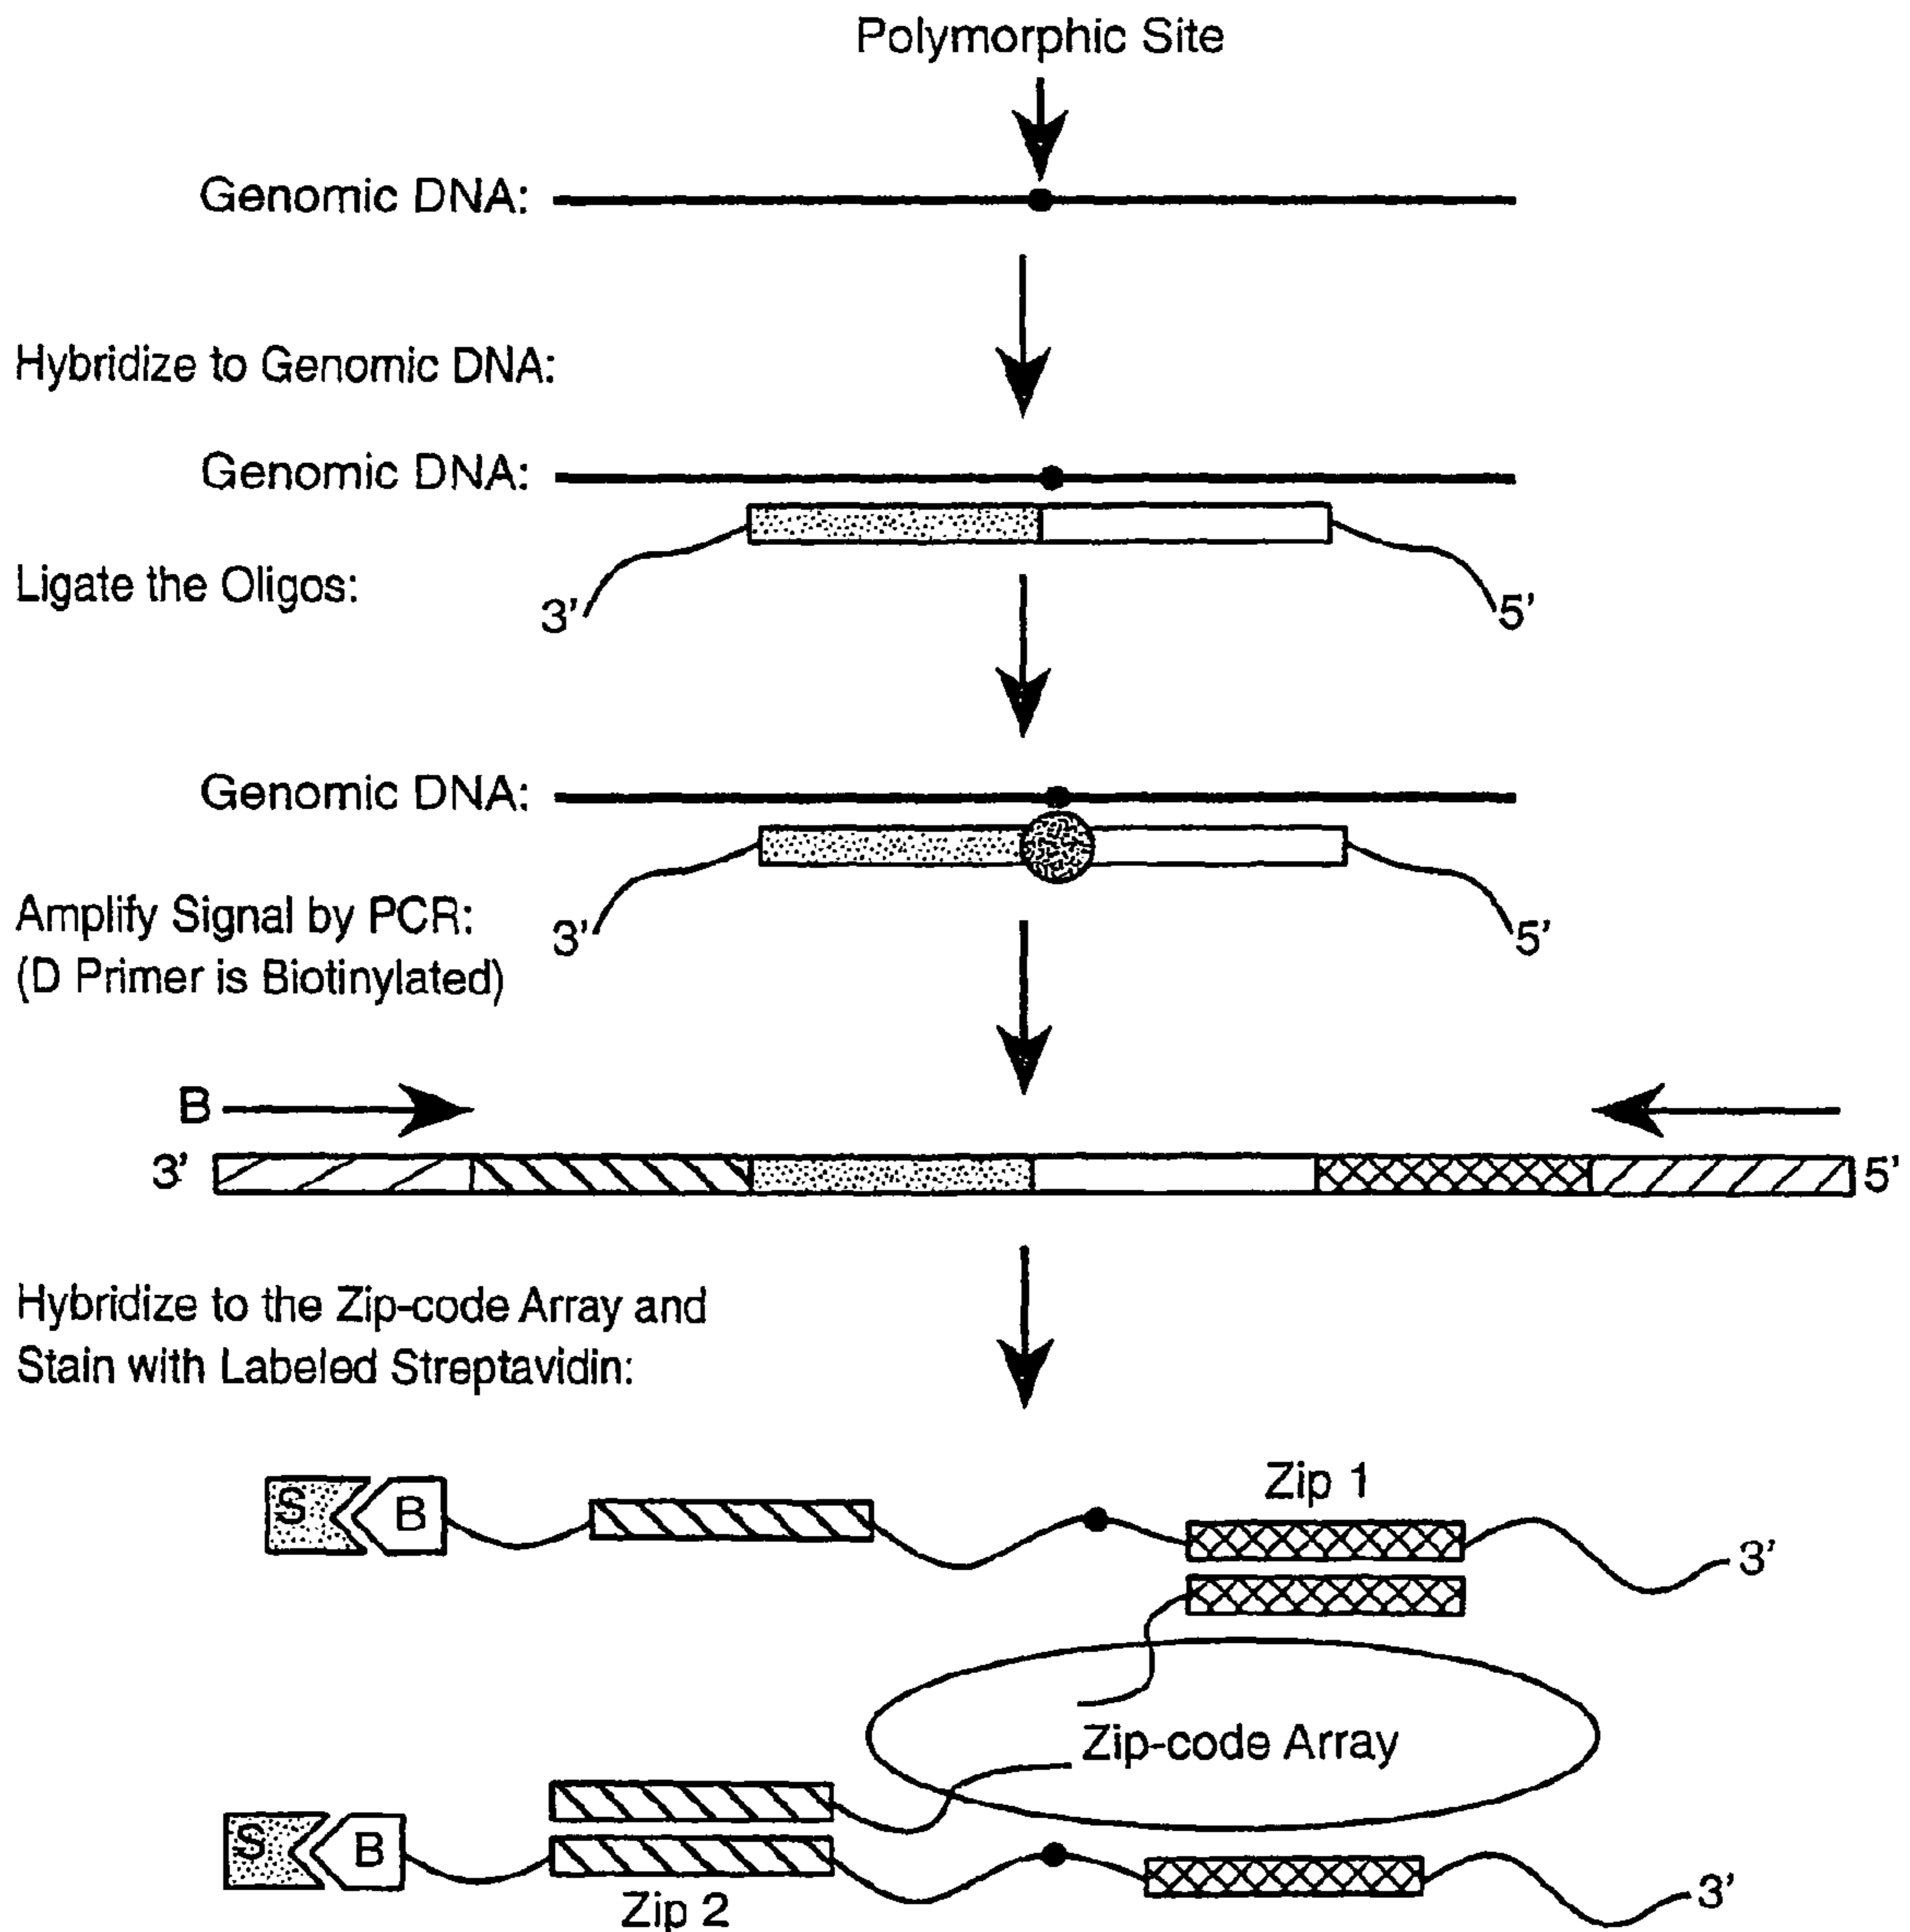 Polymorphic Site
Genomic DNA:
Hybridize to Genomic DNA:
Genomic DNA:
Ligate the Oligos:
3'
5'
Genomic DNA:
Amplify Signal by PCR:
(D Primer is Biotinylated)
3'
5'
B
3'
5'
Hybridize to the Zip-code Array and
Stain with Labeled Streptavidin:
S
B
Zip 1
3'
Zip-code Array
S
B
Zip 2
3'